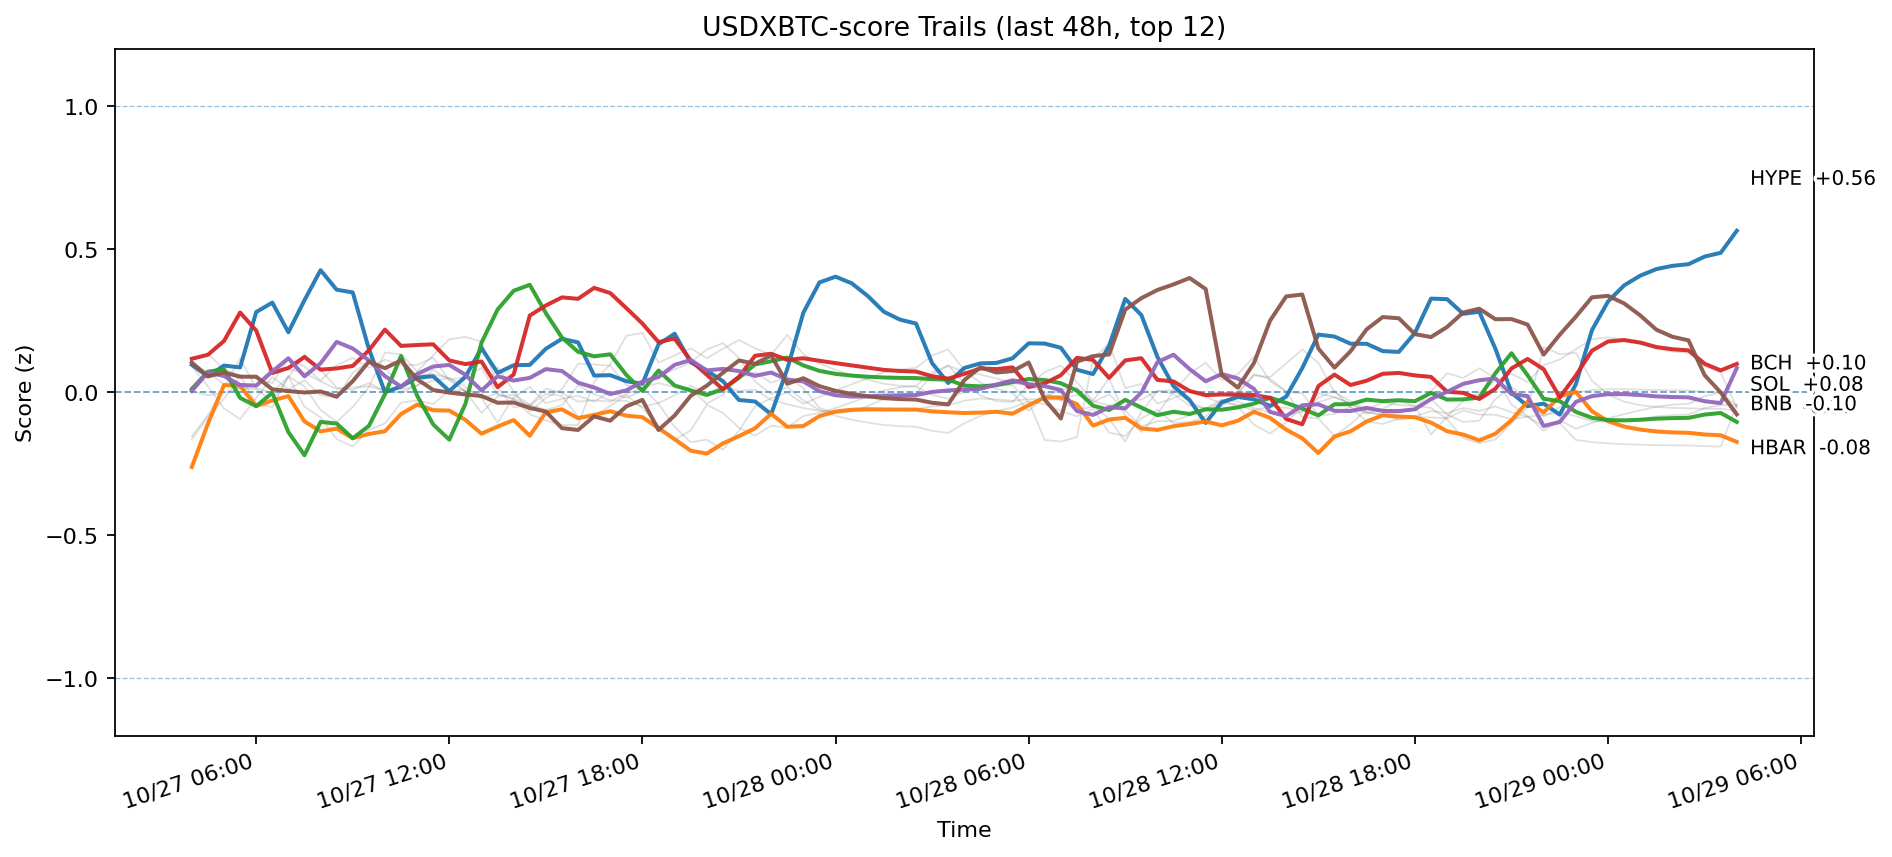 USDXBTC-score Trails (last 48h, top 12)
Score (z)
1.0
0.5
0.0
−0.5
−1.0
HYPE +0.56
BCH +0.10
SOL +0.08
BNB -0.10
HBAR -0.08
10/27 06:00
10/27 12:00
10/27 18:00
10/28 00:00
10/28 06:00
10/28 12:00
10/28 18:00
10/29 00:00
10/29 06:00
Time